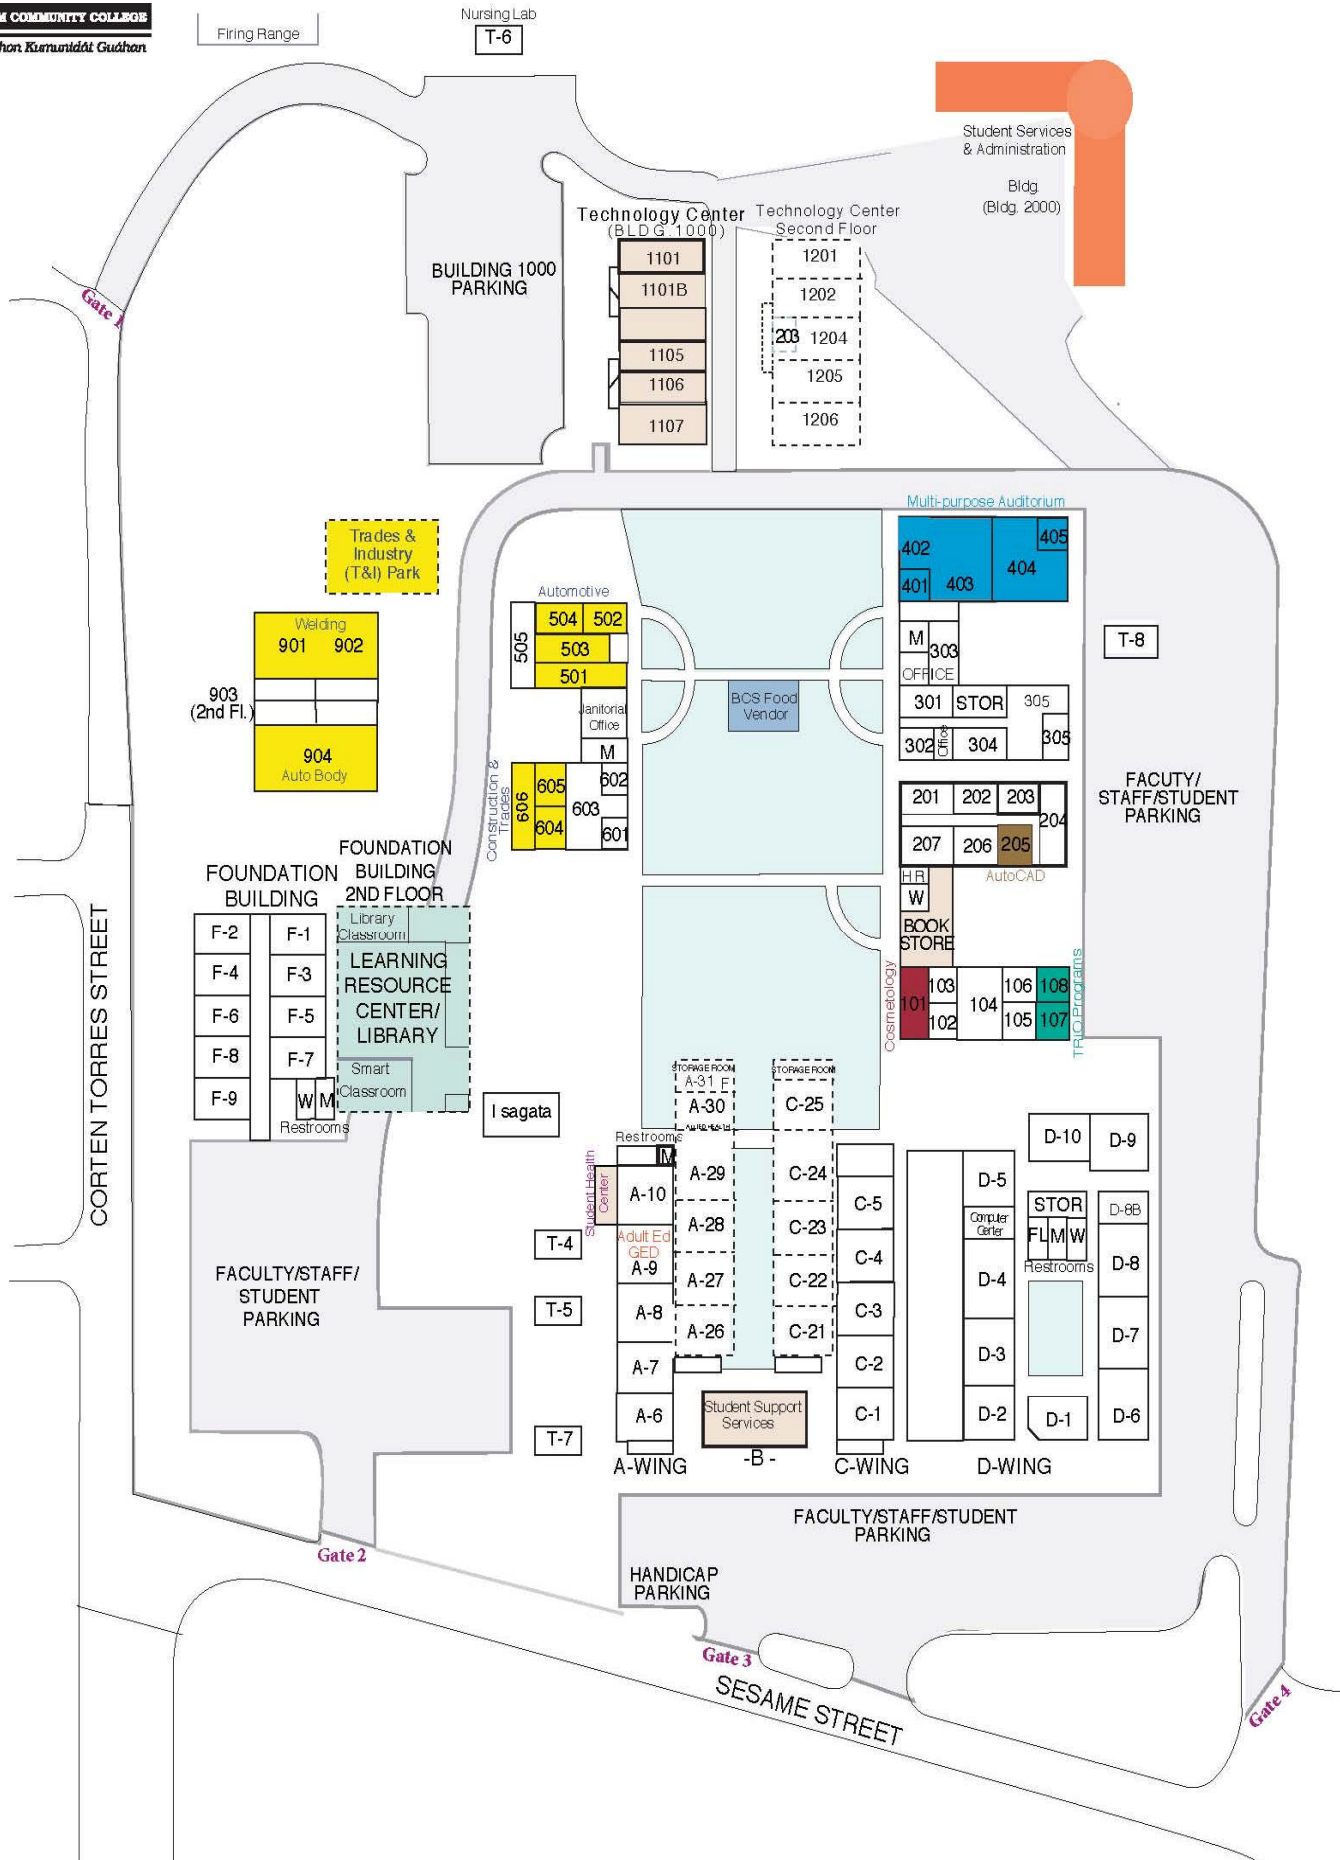 COMMUNITY COLLEGE
Kumunidåt Guåhan
Firing Range
Nursing Lab
T-6
Student Services
& Administration
Bldg.
(Bldg. 2000)
Technology Center
(BLDG.1000)
Technology Center
Second Floor
1101
1101B
1105
1106
1107
1201
1202
203
1204
1205
1206
BUILDING 1000
PARKING
Gate 1
Multi-purpose Auditorium
402
401
403
404
405
Trades &
Industry
(T&I) Park
Welding
901
902
903
(2nd Fl.)
904
Auto Body
Automotive
505
504
502
503
501
Janitorial
Office
M
Construction &
Trades
606
605
604
603
602
601
BCS Food
Vendor
M
303
OFFICE
301
STOR
305
302
Office
304
305
T-8
201
202
203
204
207
206
205
AutoCAD
HR
W
BOOK
STORE
FACUTY/
STAFF/STUDENT
PARKING
Cosmetology
101
103
102
104
106
105
108
107
TRIO Programs
FOUNDATION
BUILDING
FOUNDATION
BUILDING
2ND FLOOR
F-2
F-1
F-4
F-3
F-6
F-5
F-8
F-7
F-9
W
M
Restrooms
Library
Classroom
LEARNING
RESOURCE
CENTER/
LIBRARY
Smart
Classroom
CORTEN TORRES STREET
I sagata
STORAGE ROOM
A-31
F
A-30
ALLIED HEALTH
A-29
A-28
A-27
A-26
STORAGE ROOM
C-25
C-24
C-23
C-22
C-21
Restrooms
M
Student Health
Center
A-10
Adult Ed
GED
A-9
A-8
A-7
A-6
A-WING
T-4
T-5
T-7
Student Support
Services
-B-
C-5
C-4
C-3
C-2
C-1
C-WING
D-5
Computer
Center
D-4
D-3
D-2
D-WING
D-10
D-9
STOR
FL
M
W
Restrooms
D-8B
D-8
D-7
D-6
D-1
FACULTY/STAFF/
STUDENT
PARKING
FACULTY/STAFF/STUDENT
PARKING
HANDICAP
PARKING
Gate 2
Gate 3
Gate 4
SESAME STREET